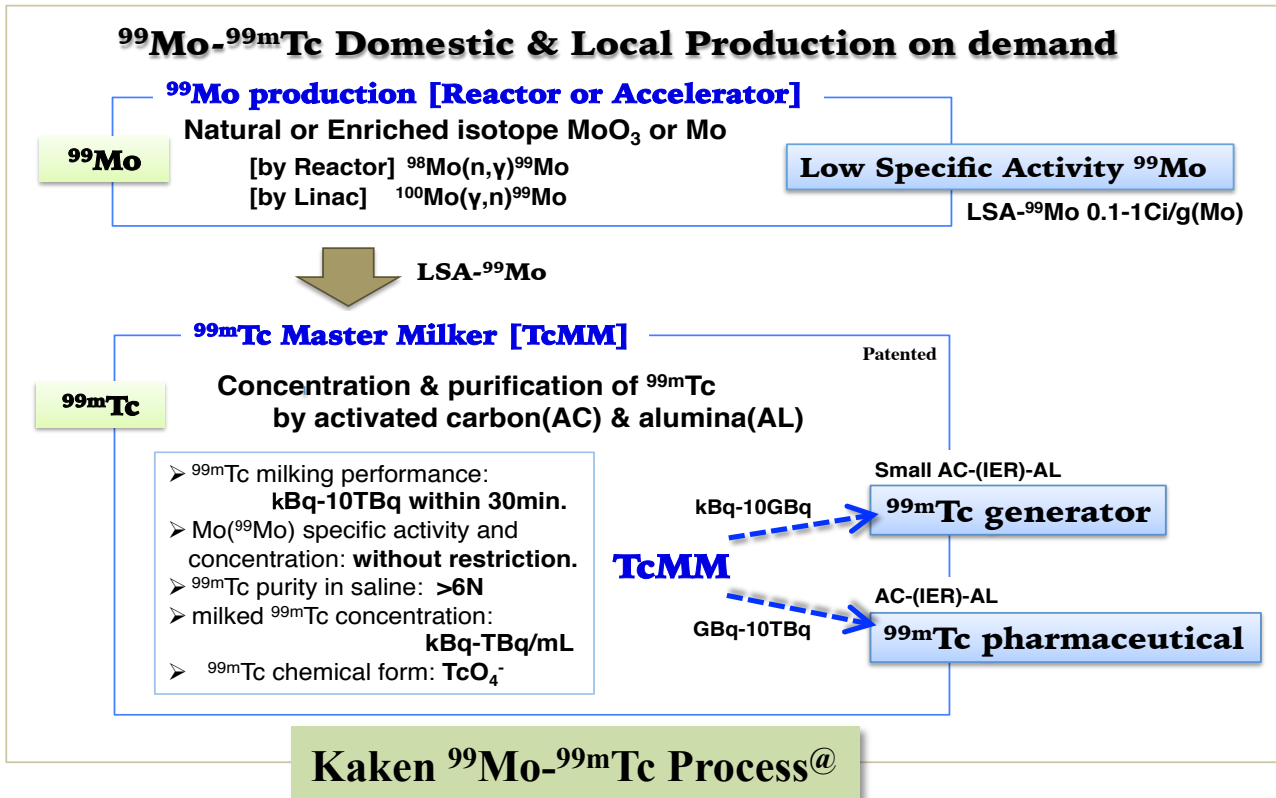 ⁹⁹Mo-⁹⁹ᵐTc Domestic & Local Production on demand
⁹⁹Mo production [Reactor or Accelerator]
⁹⁹Mo
Natural or Enriched isotope MoO₃ or Mo
[by Reactor] ⁹⁸Mo(n,γ)⁹⁹Mo
[by Linac] ¹⁰⁰Mo(γ,n)⁹⁹Mo
Low Specific Activity ⁹⁹Mo
LSA-⁹⁹Mo 0.1-1Ci/g(Mo)
LSA-⁹⁹Mo
⁹⁹ᵐTc Master Milker [TcMM]
Patented
⁹⁹ᵐTc
Concentration & purification of ⁹⁹ᵐTc
by activated carbon(AC) & alumina(AL)
➢ ⁹⁹ᵐTc milking performance:
kBq-10TBq within 30min.
➢ Mo(⁹⁹Mo) specific activity and
concentration: without restriction.
➢ ⁹⁹ᵐTc purity in saline: >6N
➢ milked ⁹⁹ᵐTc concentration:
kBq-TBq/mL
➢ ⁹⁹ᵐTc chemical form: TcO₄⁻
TcMM
kBq-10GBq
Small AC-(IER)-AL
⁹⁹ᵐTc generator
GBq-10TBq
AC-(IER)-AL
⁹⁹ᵐTc pharmaceutical
Kaken ⁹⁹Mo-⁹⁹ᵐTc Process@